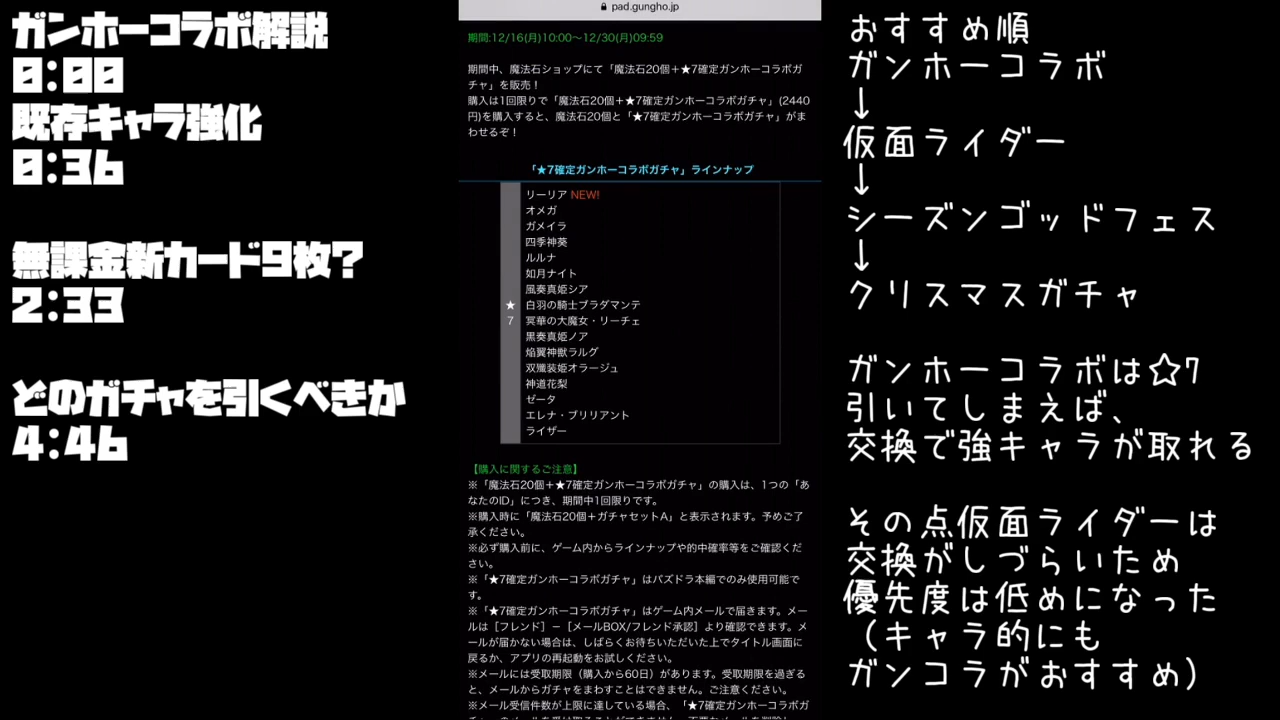 ガンホーコラボ解説
0:00
既存キャラ強化
0:36
無課金新カード9枚?
2:33
どのガチャを引くべきか
4:46
pad.gungho.jp
期間:12/16(月)10:00〜12/30(月)09:59
期間中、魔法石ショップにて「魔法石20個+★7確定ガンホーコラボガ
チャ」を販売！
購入は1回限りで「魔法石20個+★7確定ガンホーコラボガチャ」(2440
円)を購入すると、魔法石20個と「★7確定ガンホーコラボガチャ」がま
わせるぞ！
「★7確定ガンホーコラボガチャ」ラインナップ
★
7
リーリア NEW!
オメガ
ガメイラ
四季神葵
ルルナ
如月ナイト
風奏真姫シア
白羽の騎士ブラダマンテ
冥華の大魔女・リーチェ
黒奏真姫ノア
焔翼神獣ラルグ
双殲装姫オラージュ
神道花梨
ゼータ
エレナ・ブリリアント
ライザー
【購入に関するご注意】
※「魔法石20個+★7確定ガンホーコラボガチャ」の購入は、1つの「あ
なたのID」につき、期間中1回限りです。
※購入時に「魔法石20個+ガチャセットA」と表示されます。予めご了
承ください。
※必ず購入前に、ゲーム内からラインナップや的中確率等をご確認くだ
さい。
※「★7確定ガンホーコラボガチャ」はパズドラ本編でのみ使用可能で
す。
※「★7確定ガンホーコラボガチャ」はゲーム内メールで届きます。メー
ルは［フレンド］−［メールBOX/フレンド承認］より確認できます。メ
ールが届かない場合は、しばらくお待ちいただいた上でタイトル画面に
戻るか、アプリの再起動をお試しください。
※メールには受取期限（購入から60日）があります。受取期限を過ぎる
と、メールからガチャをまわすことはできません。ご注意ください。
※メール受信件数が上限に達している場合、「★7確定ガンホーコラボガ
おすすめ順
ガンホーコラボ
↓
仮面ライダー
↓
シーズンゴッドフェス
↓
クリスマスガチャ
ガンホーコラボは☆7
引いてしまえば、
交換で強キャラが取れる
その点仮面ライダーは
交換がしづらいため
優先度は低めになった
（キャラ的にも
ガンコラがおすすめ）